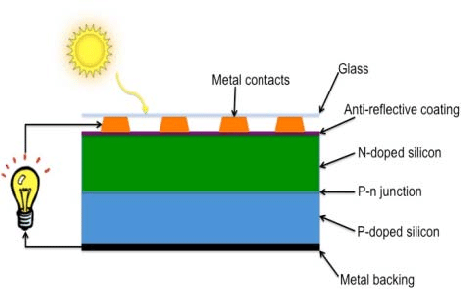 Metal contacts
Glass
Anti-reflective coating
N-doped silicon
P-n junction
P-doped silicon
Metal backing